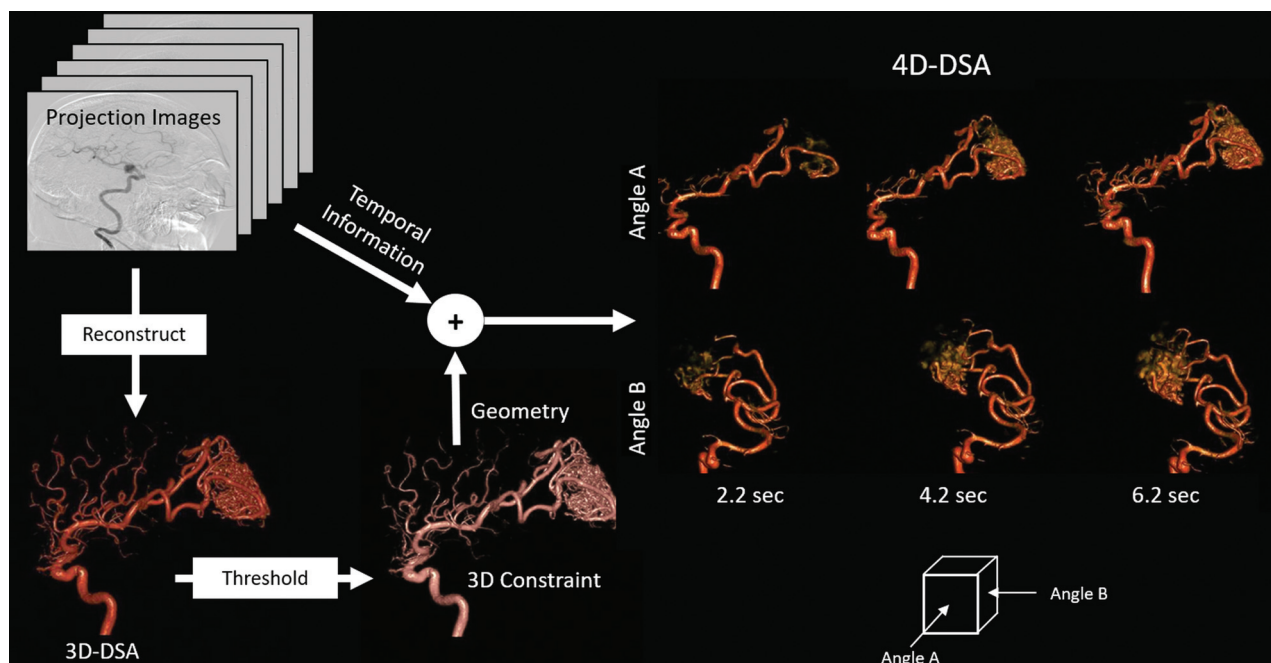 Projection Images
Temporal
Information
Reconstruct
+
Geometry
Threshold
3D Constraint
3D-DSA
4D-DSA
Angle A
Angle B
2.2 sec
4.2 sec
6.2 sec
Angle B
Angle A